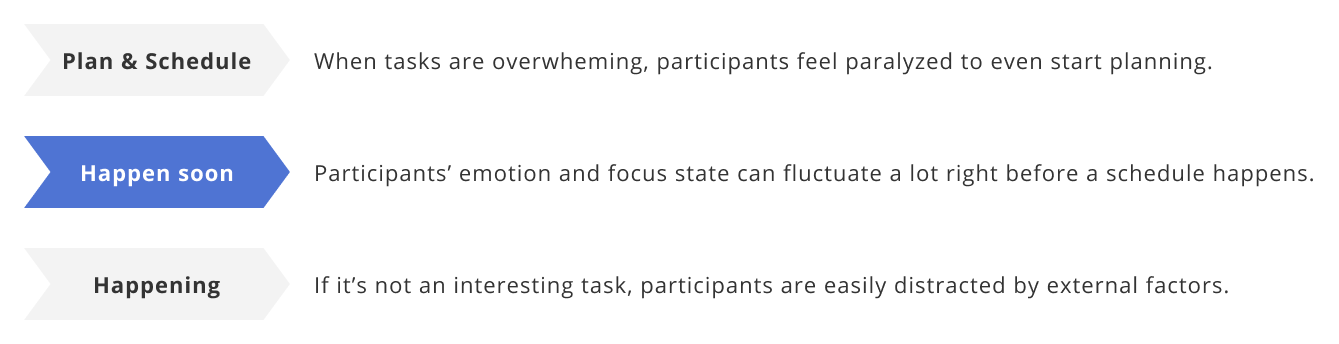 Plan & Schedule
When tasks are overwheming, participants feel paralyzed to even start planning.
Happen soon
Participants’ emotion and focus state can fluctuate a lot right before a schedule happens.
Happening
If it’s not an interesting task, participants are easily distracted by external factors.